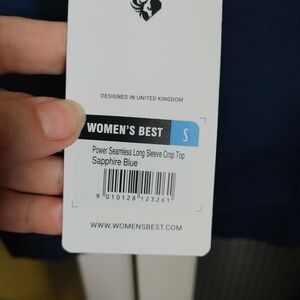 DESIGNED IN UNITED KINGDOM
WOMEN'S BEST S
Power Seamless Long Sleeve Crop Top
Sapphire Blue
9 010128 123261
WWW.WOMENSBEST.COM